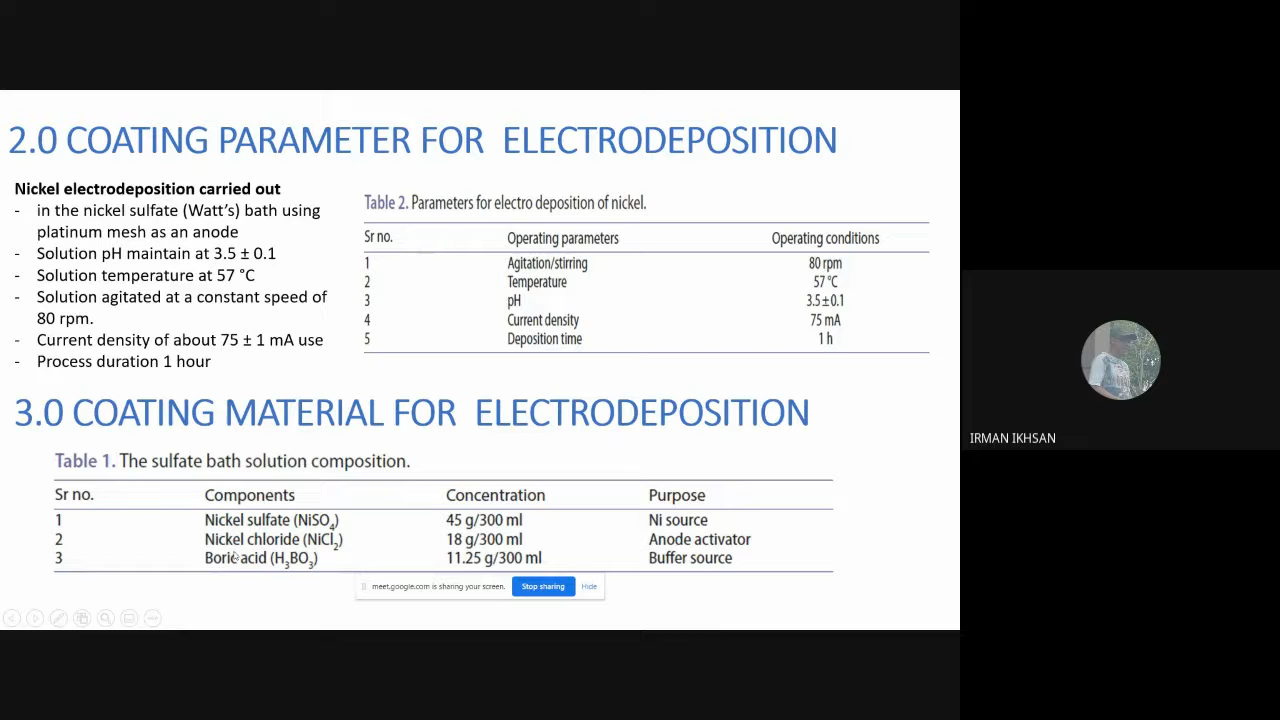 2.0 COATING PARAMETER FOR ELECTRODEPOSITION
Nickel electrodeposition carried out
- in the nickel sulfate (Watt's) bath using
platinum mesh as an anode
- Solution pH maintain at 3.5 ± 0.1
- Solution temperature at 57 °C
- Solution agitated at a constant speed of
80 rpm.
- Current density of about 75 ± 1 mA use
- Process duration 1 hour
Table 2. Parameters for electro deposition of nickel.
Sr no. Operating parameters Operating conditions
1 Agitation/stirring 80 rpm
2 Temperature 57 °C
3 pH 3.5±0.1
4 Current density 75 mA
5 Deposition time 1 h
3.0 COATING MATERIAL FOR ELECTRODEPOSITION
Table 1. The sulfate bath solution composition.
Sr no. Components Concentration Purpose
1 Nickel sulfate (NiSO4) 45 g/300 ml Ni source
2 Nickel chloride (NiCl2) 18 g/300 ml Anode activator
3 Boric acid (H3BO3) 11.25 g/300 ml Buffer source
meet.google.com is sharing your screen. Stop sharing Hide
IRMAN IKHSAN